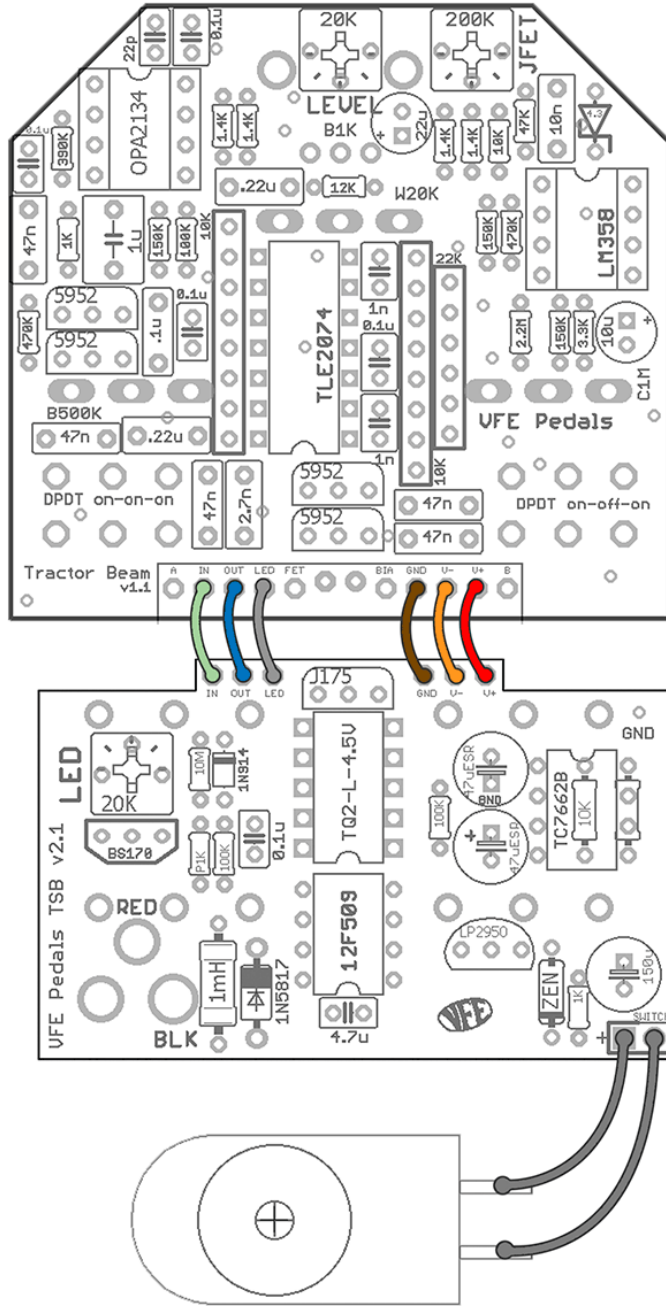 20K
200K
JFET
22p
0.1u
LEVEL
B1K
OPA2134
390K
0.1u
1.4K
1.4K
22u
1.4K
1.4K
10K
47K
10n
4.3
.22u
12K
W20K
LM358
47n
1K
1u
150K
100K
10K
150K
470K
22K
5952
5952
.1u
0.1u
470K
TLE2074
1n
0.1u
1n
2.2M
150K
3.3K
10u
C1M
B500K
47n
.22u
VFE Pedals
10K
DPDT on-on-on
47n
2.7n
5952
5952
47n
47n
DPDT on-off-on
Tractor Beam
v1.1
A IN OUT LED FET BIA GND V- V+ B
IN OUT LED
J175
GND V- V+
GND
LED
20K
10M
1N914
TQ2-L-4.5V
47uESR
GND
47uESR
100K
TC7662B
10K
BS170
P1K
100K
0.1u
VFE Pedals TSB v2.1
RED
12F509
LP2950
1mH
1N5817
4.7u
VFE
ZEN
1K
150u
BLK
SWITCH
+